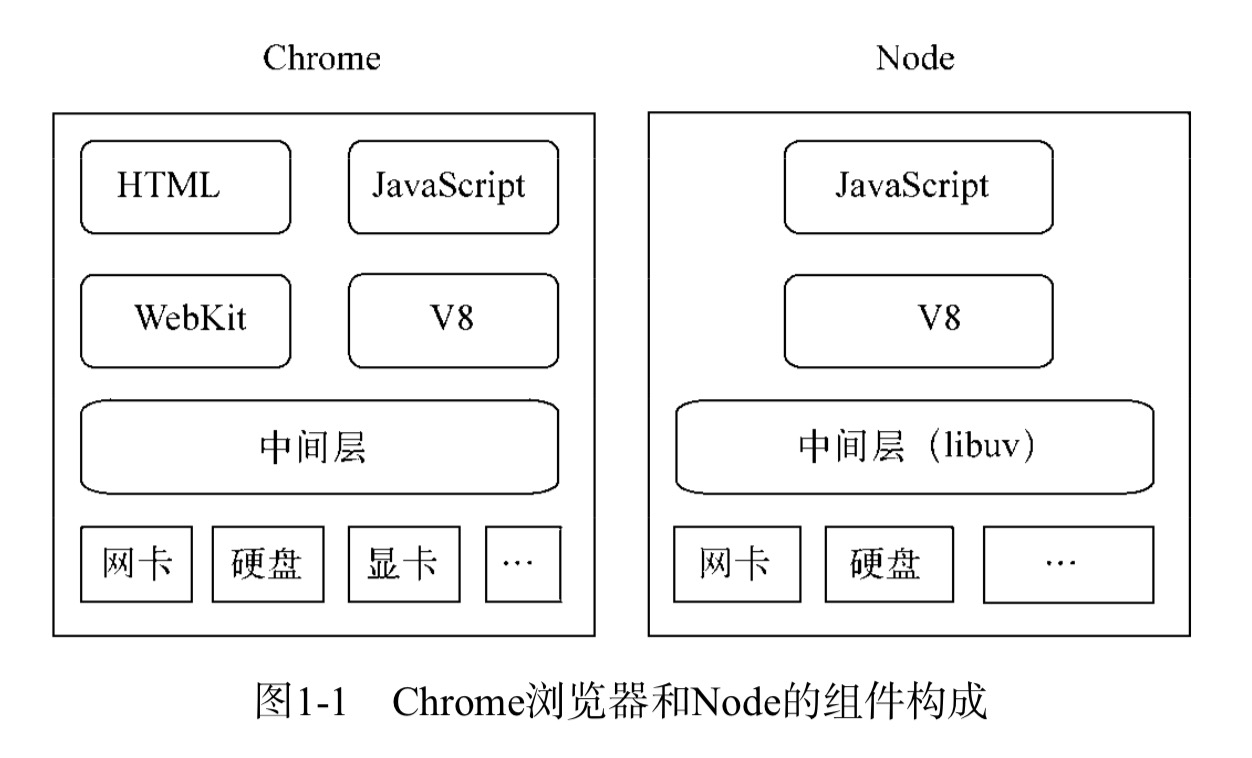 Chrome Node
HTML JavaScript JavaScript
WebKit V8 V8
中间层 中间层（libuv）
网卡 硬盘 显卡 … 网卡 硬盘 …
图1-1 Chrome浏览器和Node的组件构成